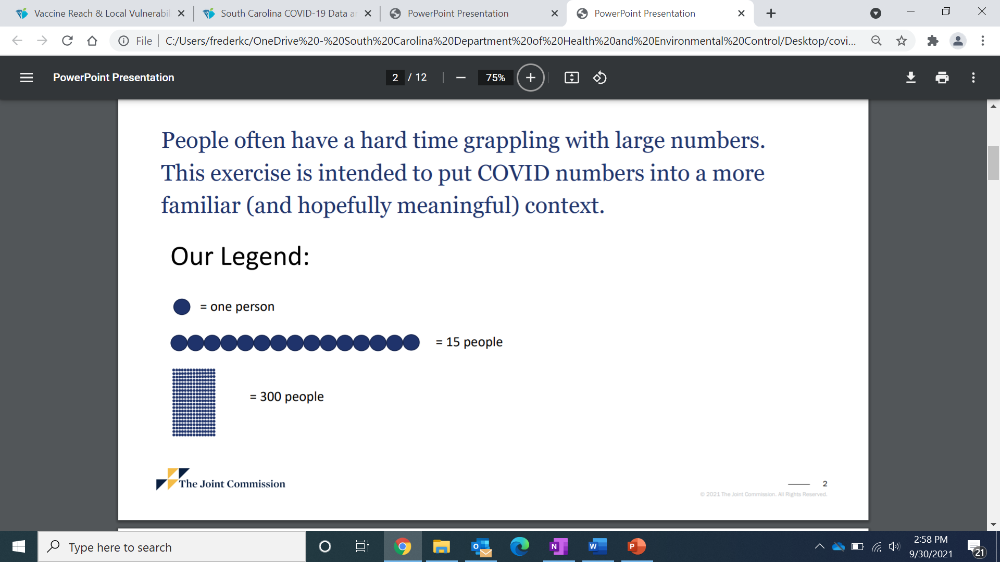 Vaccine Reach & Local Vulnerabil
South Carolina COVID-19 Data ar
PowerPoint Presentation
PowerPoint Presentation
File
C:/Users/frederkc/OneDrive%20-%20South%20Carolina%20Department%20of%20Health%20and%20Environmental%20Control/Desktop/covi...
PowerPoint Presentation
2 / 12
75%
People often have a hard time grappling with large numbers.
This exercise is intended to put COVID numbers into a more
familiar (and hopefully meaningful) context.
Our Legend:
= one person
= 15 people
= 300 people
The Joint Commission
2
© 2021 The Joint Commission. All Rights Reserved.
Type here to search
2:58 PM
9/30/2021
21